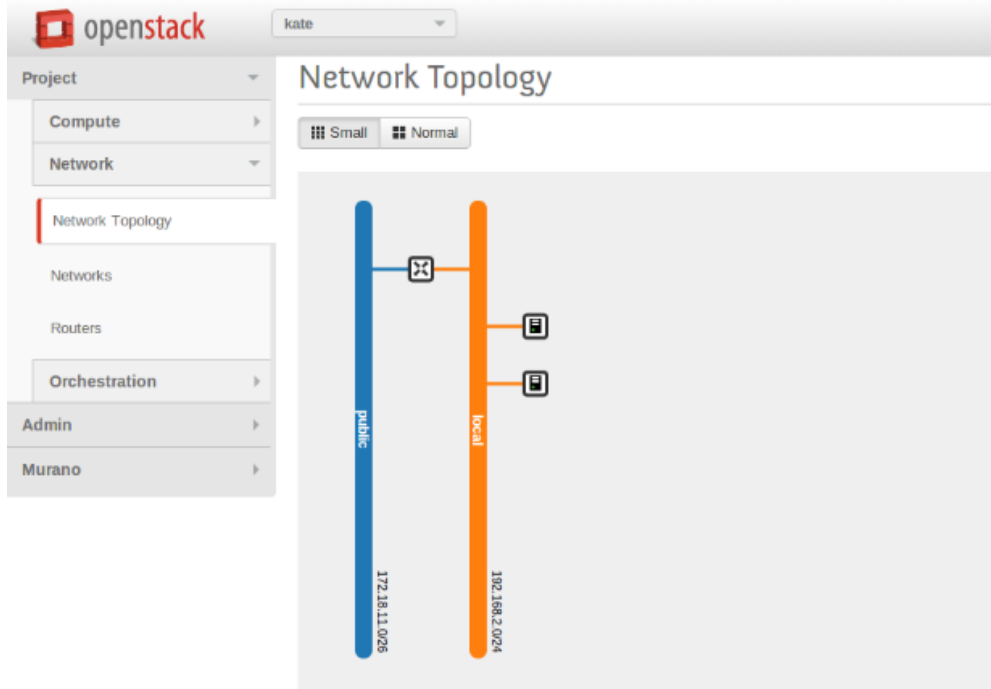 openstack
kate
Project
Compute
Network
Network Topology
Networks
Routers
Orchestration
Admin
Murano
Network Topology
Small
Normal
public
172.18.11.0/26
local
192.168.2.0/24